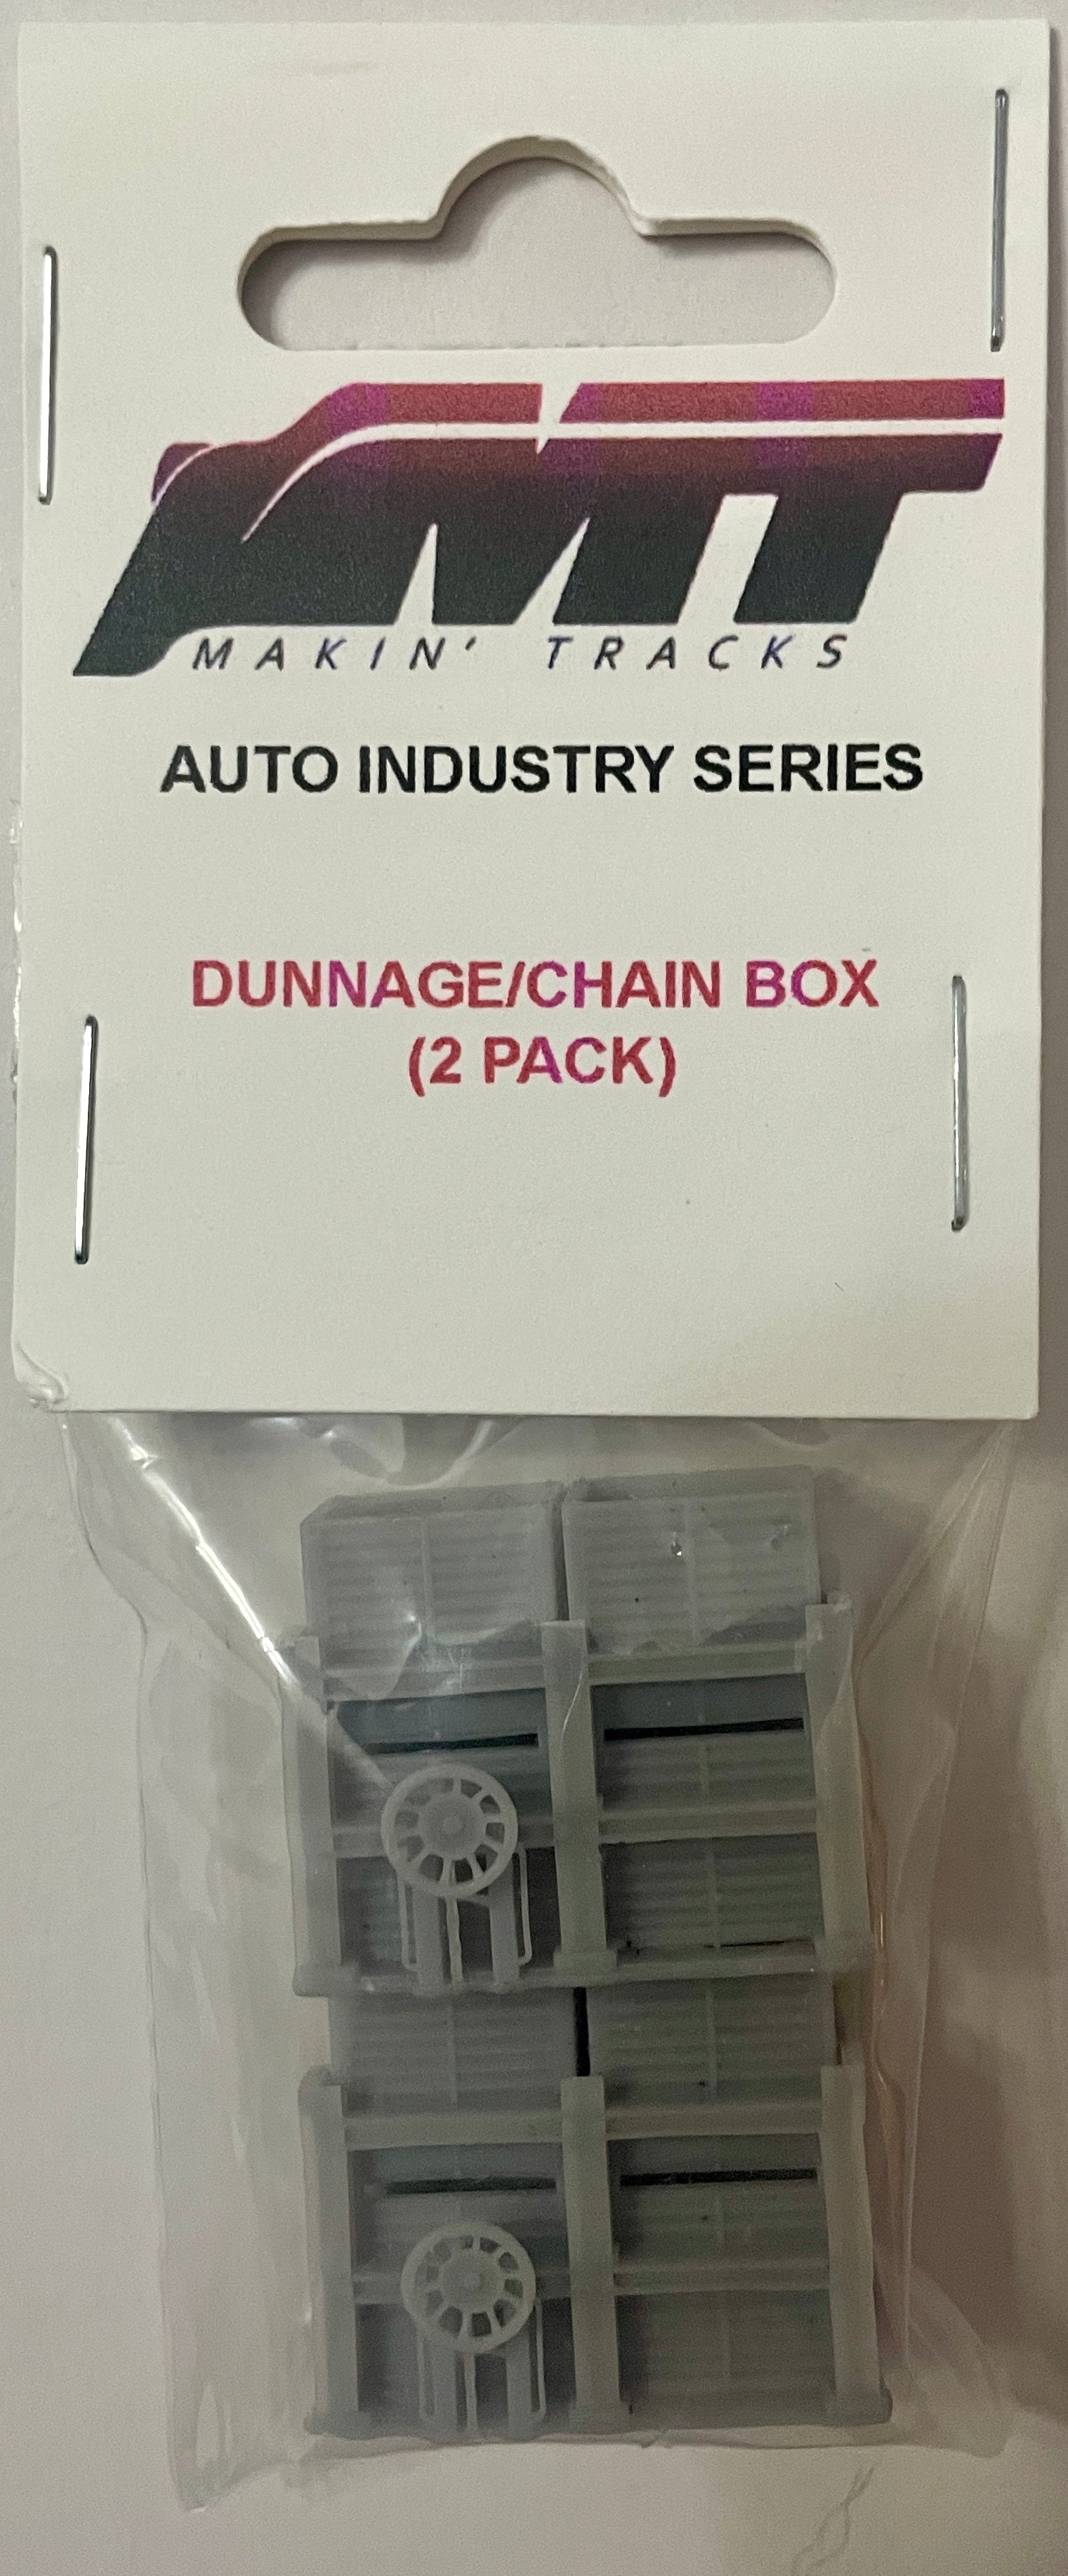 MT
MAKIN' TRACKS
AUTO INDUSTRY SERIES
DUNNAGE/CHAIN BOX
(2 PACK)